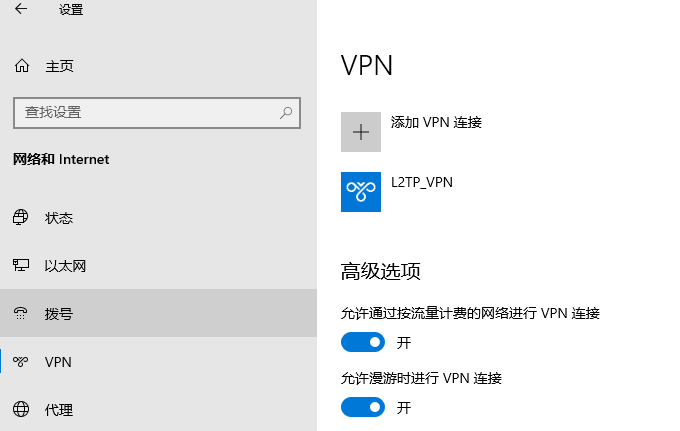 设置
主页
查找设置
网络和 Internet
状态
以太网
拨号
VPN
代理
VPN
添加 VPN 连接
L2TP_VPN
高级选项
允许通过按流量计费的网络进行 VPN 连接
开
允许漫游时进行 VPN 连接
开